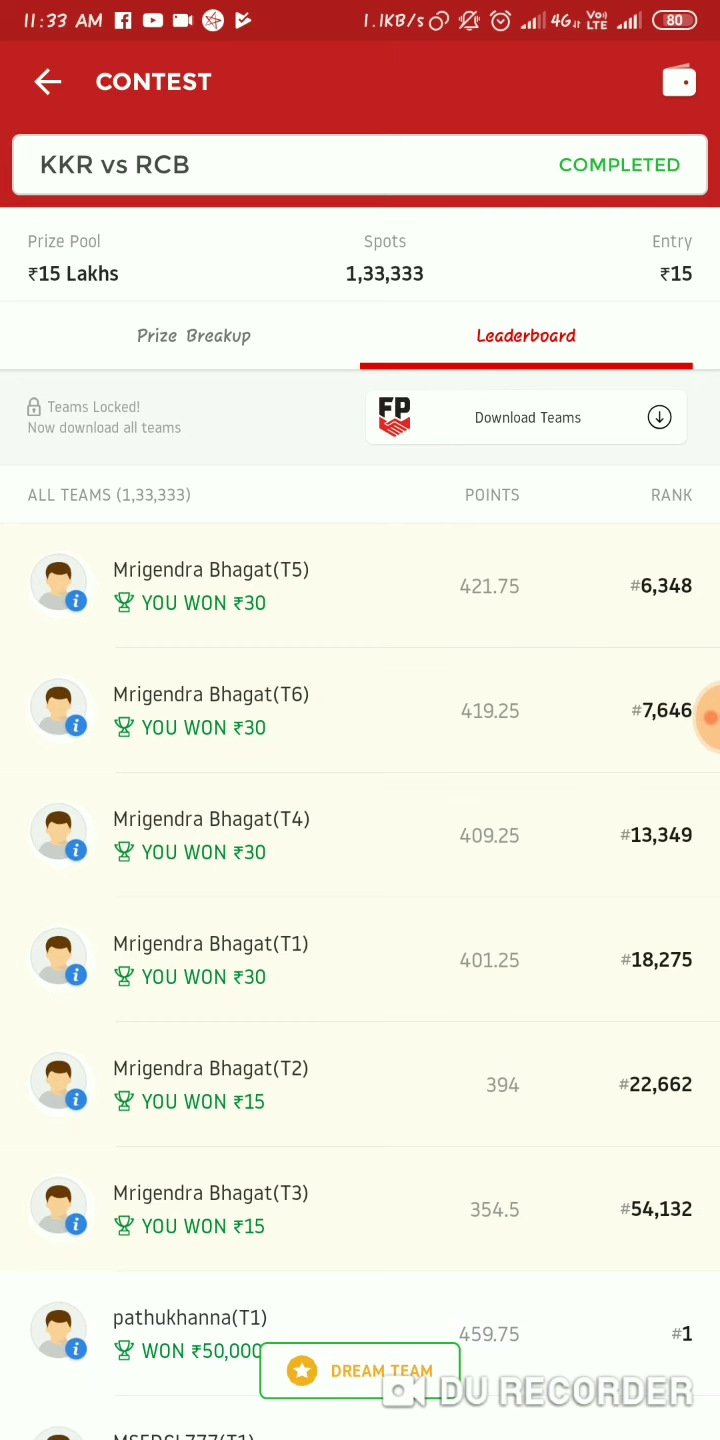 11:33 AM 1.1KB/s 4G VoLTE 80
CONTEST
KKR vs RCB COMPLETED
Prize Pool Spots Entry
₹15 Lakhs 1,33,333 ₹15
Prize Breakup Leaderboard
Teams Locked!
Now download all teams
FP Download Teams
ALL TEAMS (1,33,333) POINTS RANK
Mrigendra Bhagat(T5)
YOU WON ₹30
421.75 #6,348
Mrigendra Bhagat(T6)
YOU WON ₹30
419.25 #7,646
Mrigendra Bhagat(T4)
YOU WON ₹30
409.25 #13,349
Mrigendra Bhagat(T1)
YOU WON ₹30
401.25 #18,275
Mrigendra Bhagat(T2)
YOU WON ₹15
394 #22,662
Mrigendra Bhagat(T3)
YOU WON ₹15
354.5 #54,132
pathukhanna(T1)
WON ₹50,000
459.75 #1
DREAM TEAM
DU RECORDER